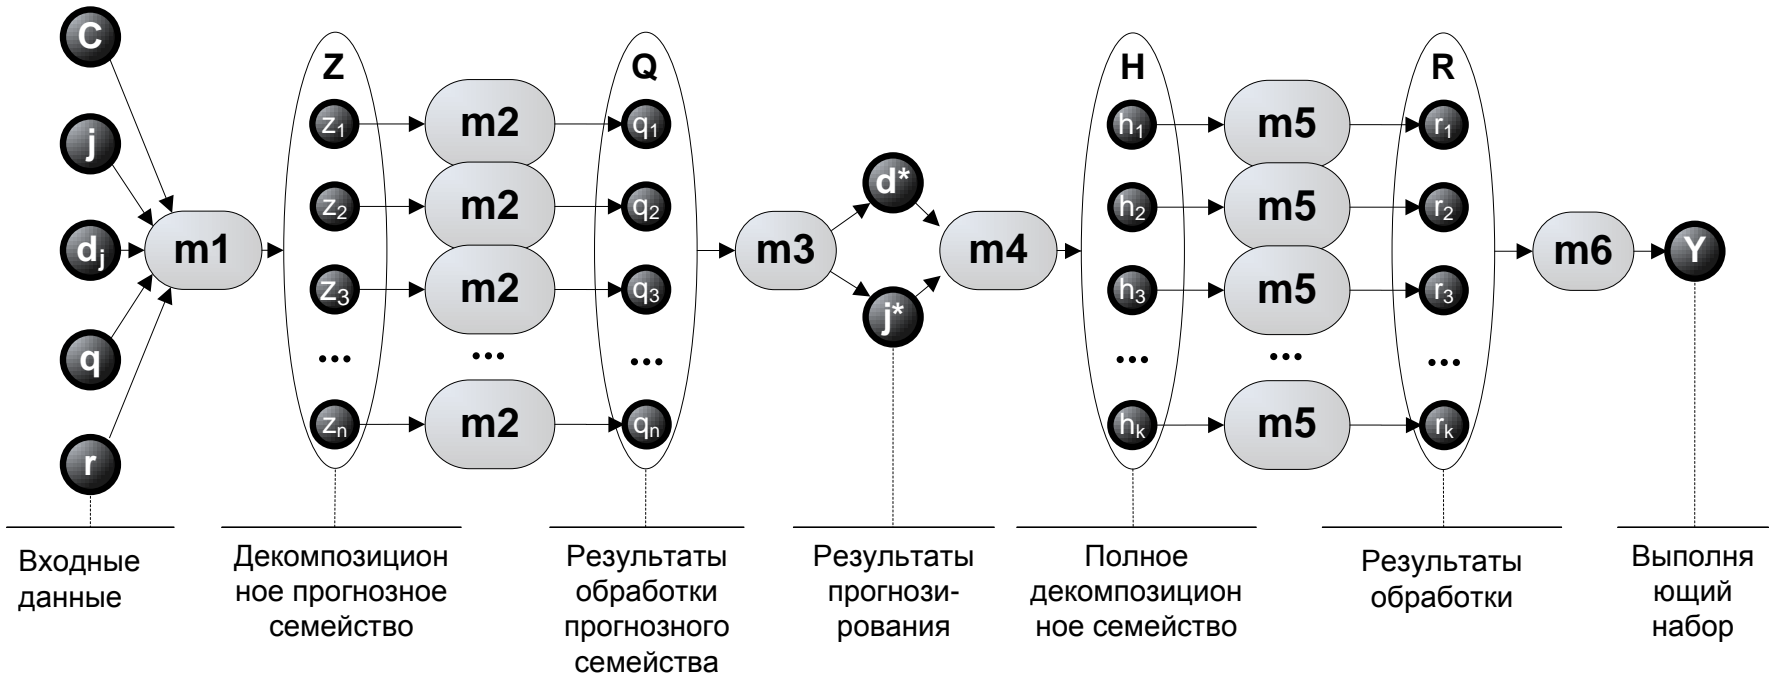 C
j
dj
q
r
m1
Z
z1
z2
z3
...
zn
m2
m2
m2
...
m2
Q
q1
q2
q3
...
qn
m3
d*
j*
m4
H
h1
h2
h3
...
hk
m5
m5
m5
...
m5
R
r1
r2
r3
...
rk
m6
Y
Входные
данные
Декомпозицион
ное прогнозное
семейство
Результаты
обработки
прогнозного
семейства
Результаты
прогнози-
рования
Полное
декомпозицион
ное семейство
Результаты
обработки
Выполня
ющий
набор